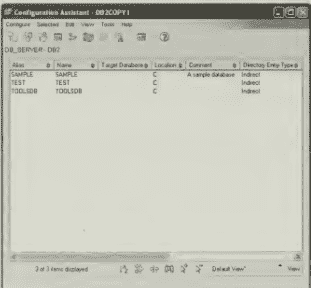 Configuration Assistant - DB2COPY1
Configure Selected Edit View Tools Help
DB_SERVER - DB2
Alias Name Target Database Location Comment Directory Entry Type
SAMPLE SAMPLE C A sample database Indirect
TEST TEST C Indirect
TOOLSDB TOOLSDB C Indirect
3 of 3 items displayed Default View* View